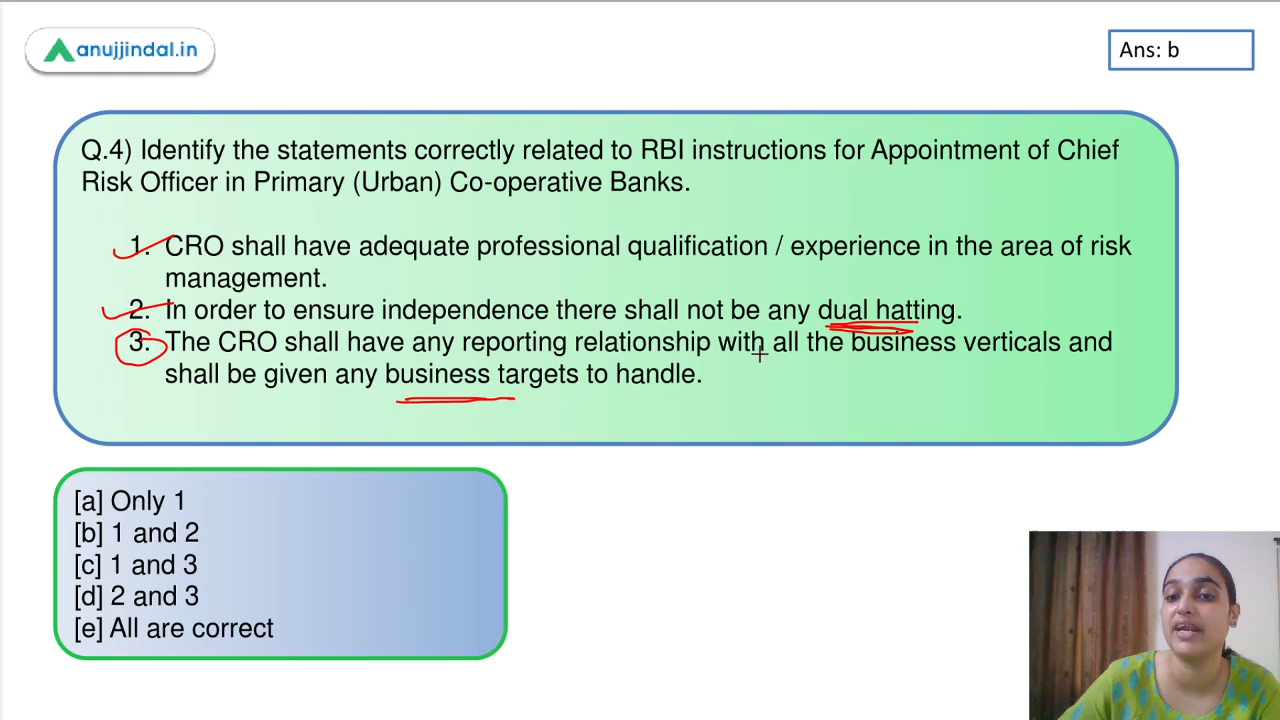 anujjindal.in
Ans: b
Q.4) Identify the statements correctly related to RBI instructions for Appointment of Chief
Risk Officer in Primary (Urban) Co-operative Banks.
1. CRO shall have adequate professional qualification / experience in the area of risk
management.
2. In order to ensure independence there shall not be any dual hatting.
3. The CRO shall have any reporting relationship with all the business verticals and
shall be given any business targets to handle.
[a] Only 1
[b] 1 and 2
[c] 1 and 3
[d] 2 and 3
[e] All are correct